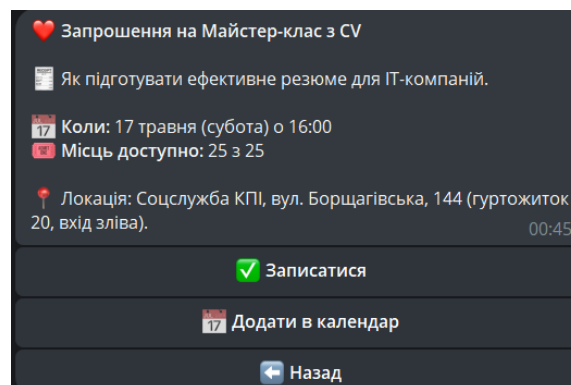 ❤️ Запрошення на Майстер-клас з CV
🧾 Як підготувати ефективне резюме для ІТ-компаній.
📅 Коли: 17 травня (субота) о 16:00
🎟 Місць доступно: 25 з 25
📍 Локація: Соцслужба КПІ, вул. Борщагівська, 144 (гуртожиток
20, вхід зліва).
00:45
✅ Записатися
📅 Додати в календар
⬅️ Назад